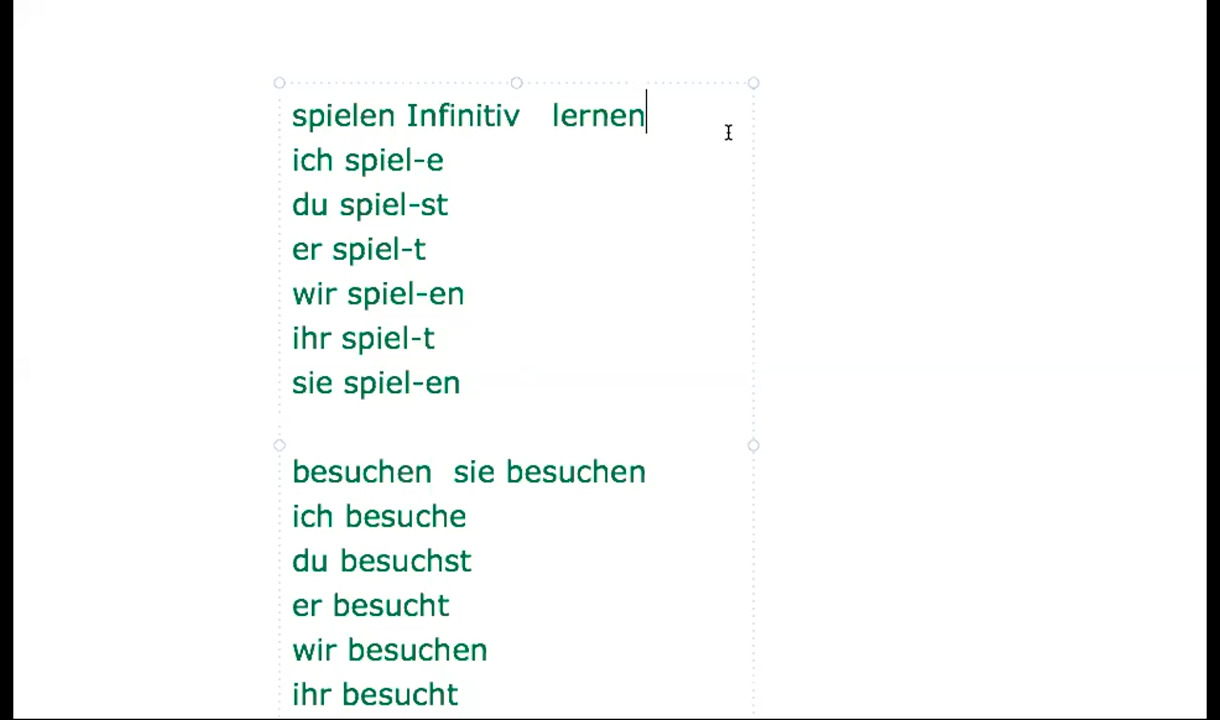 spielen Infinitiv lernen
ich spiel-e
du spiel-st
er spiel-t
wir spiel-en
ihr spiel-t
sie spiel-en
besuchen sie besuchen
ich besuche
du besuchst
er besucht
wir besuchen
ihr besucht